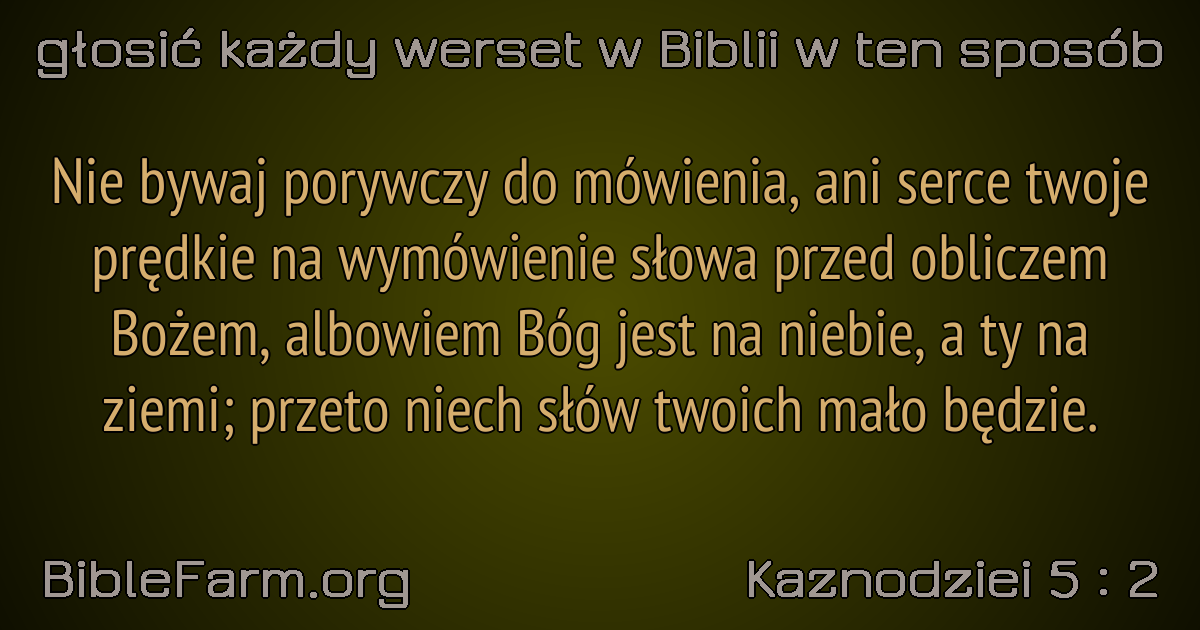 głosić każdy werset w Biblii w ten sposób
Nie bywaj porywczy do mówienia, ani serce twoje
prędkie na wymówienie słowa przed obliczem
Bożem, albowiem Bóg jest na niebie, a ty na
ziemi; przeto niech słów twoich mało będzie.
BibleFarm.org
Kaznodziei 5 : 2